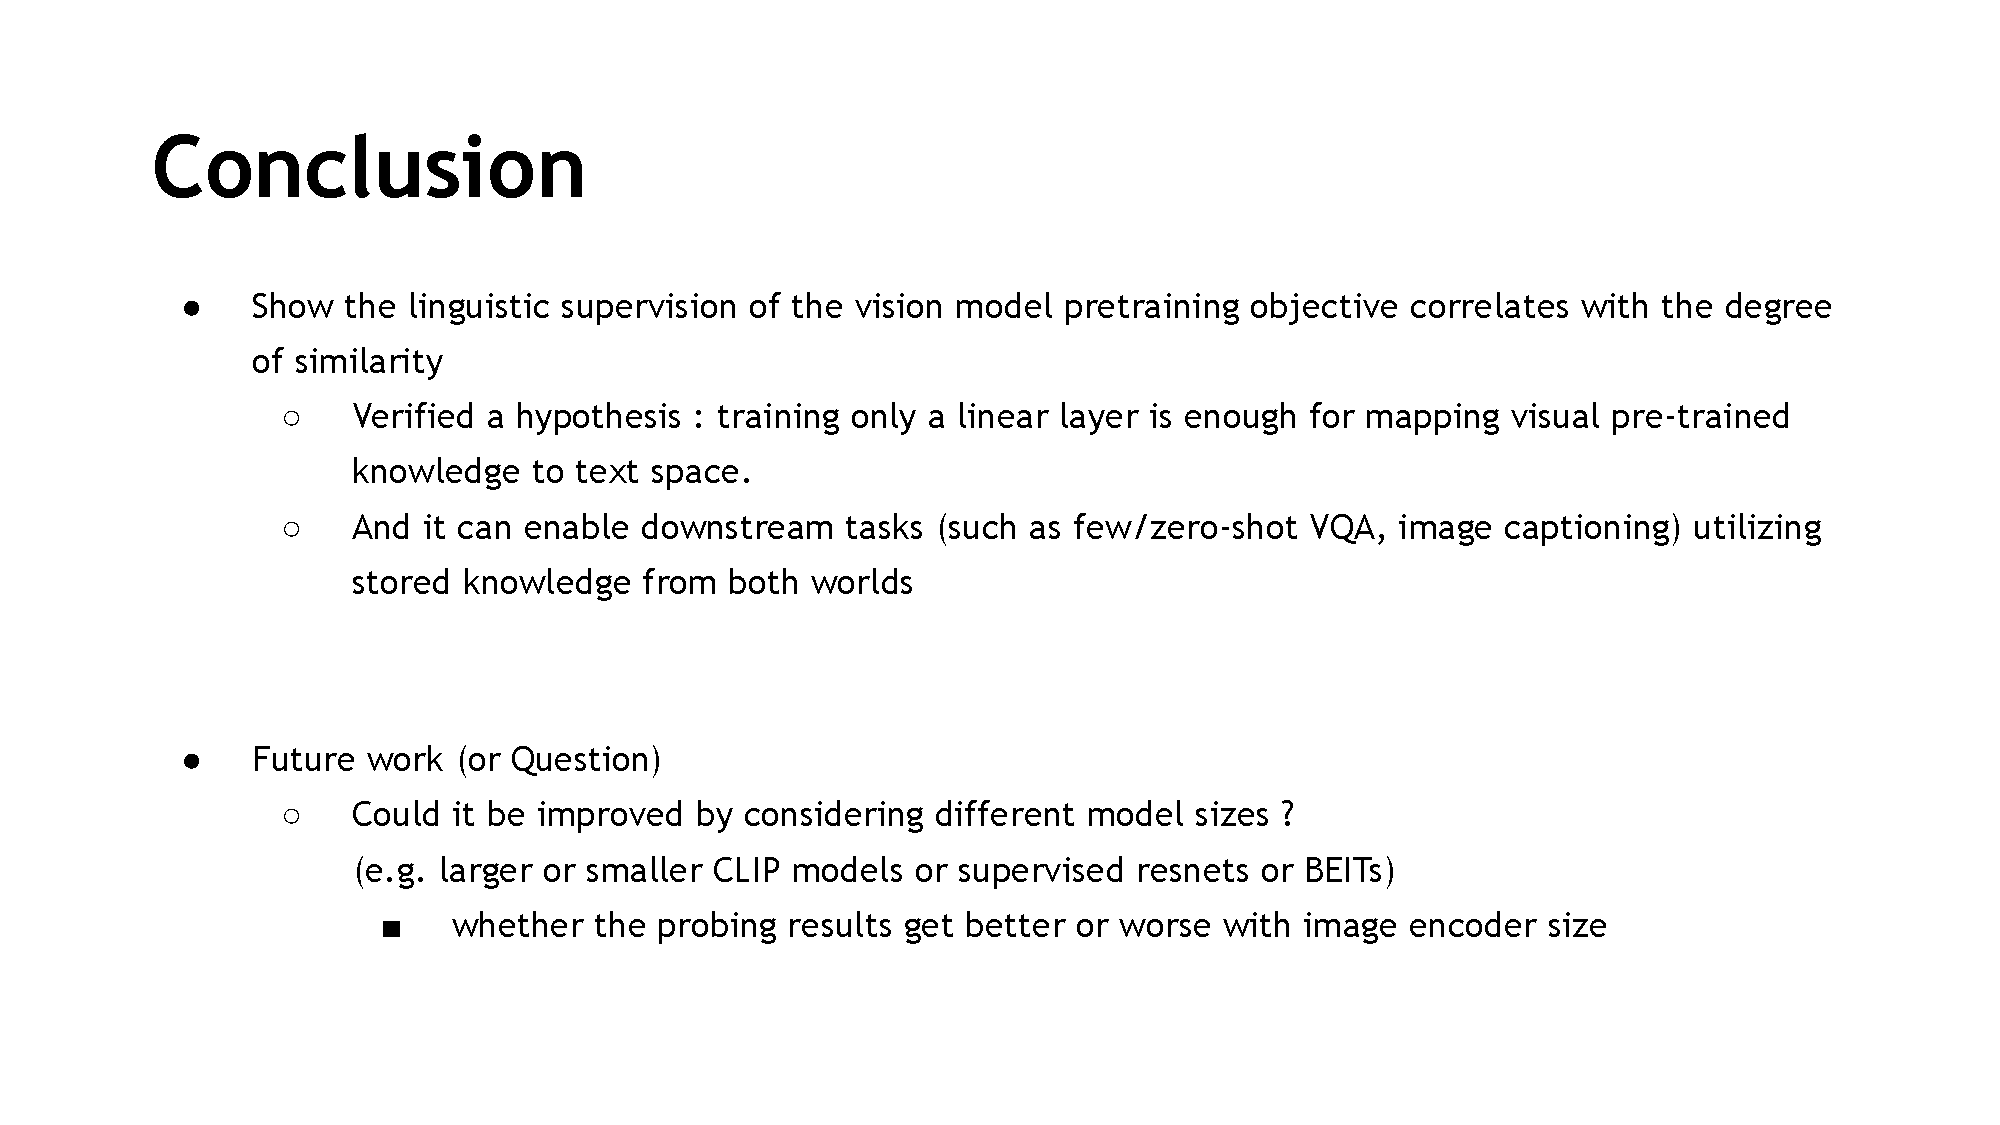 Conclusion
● Show the linguistic supervision of the vision model pretraining objective correlates with the degree
of similarity
○ Verified a hypothesis : training only a linear layer is enough for mapping visual pre-trained
knowledge to text space.
○ And it can enable downstream tasks (such as few/zero-shot VQA, image captioning) utilizing
stored knowledge from both worlds
● Future work (or Question)
○ Could it be improved by considering different model sizes ?
(e.g. larger or smaller CLIP models or supervised resnets or BEITs)
■ whether the probing results get better or worse with image encoder size